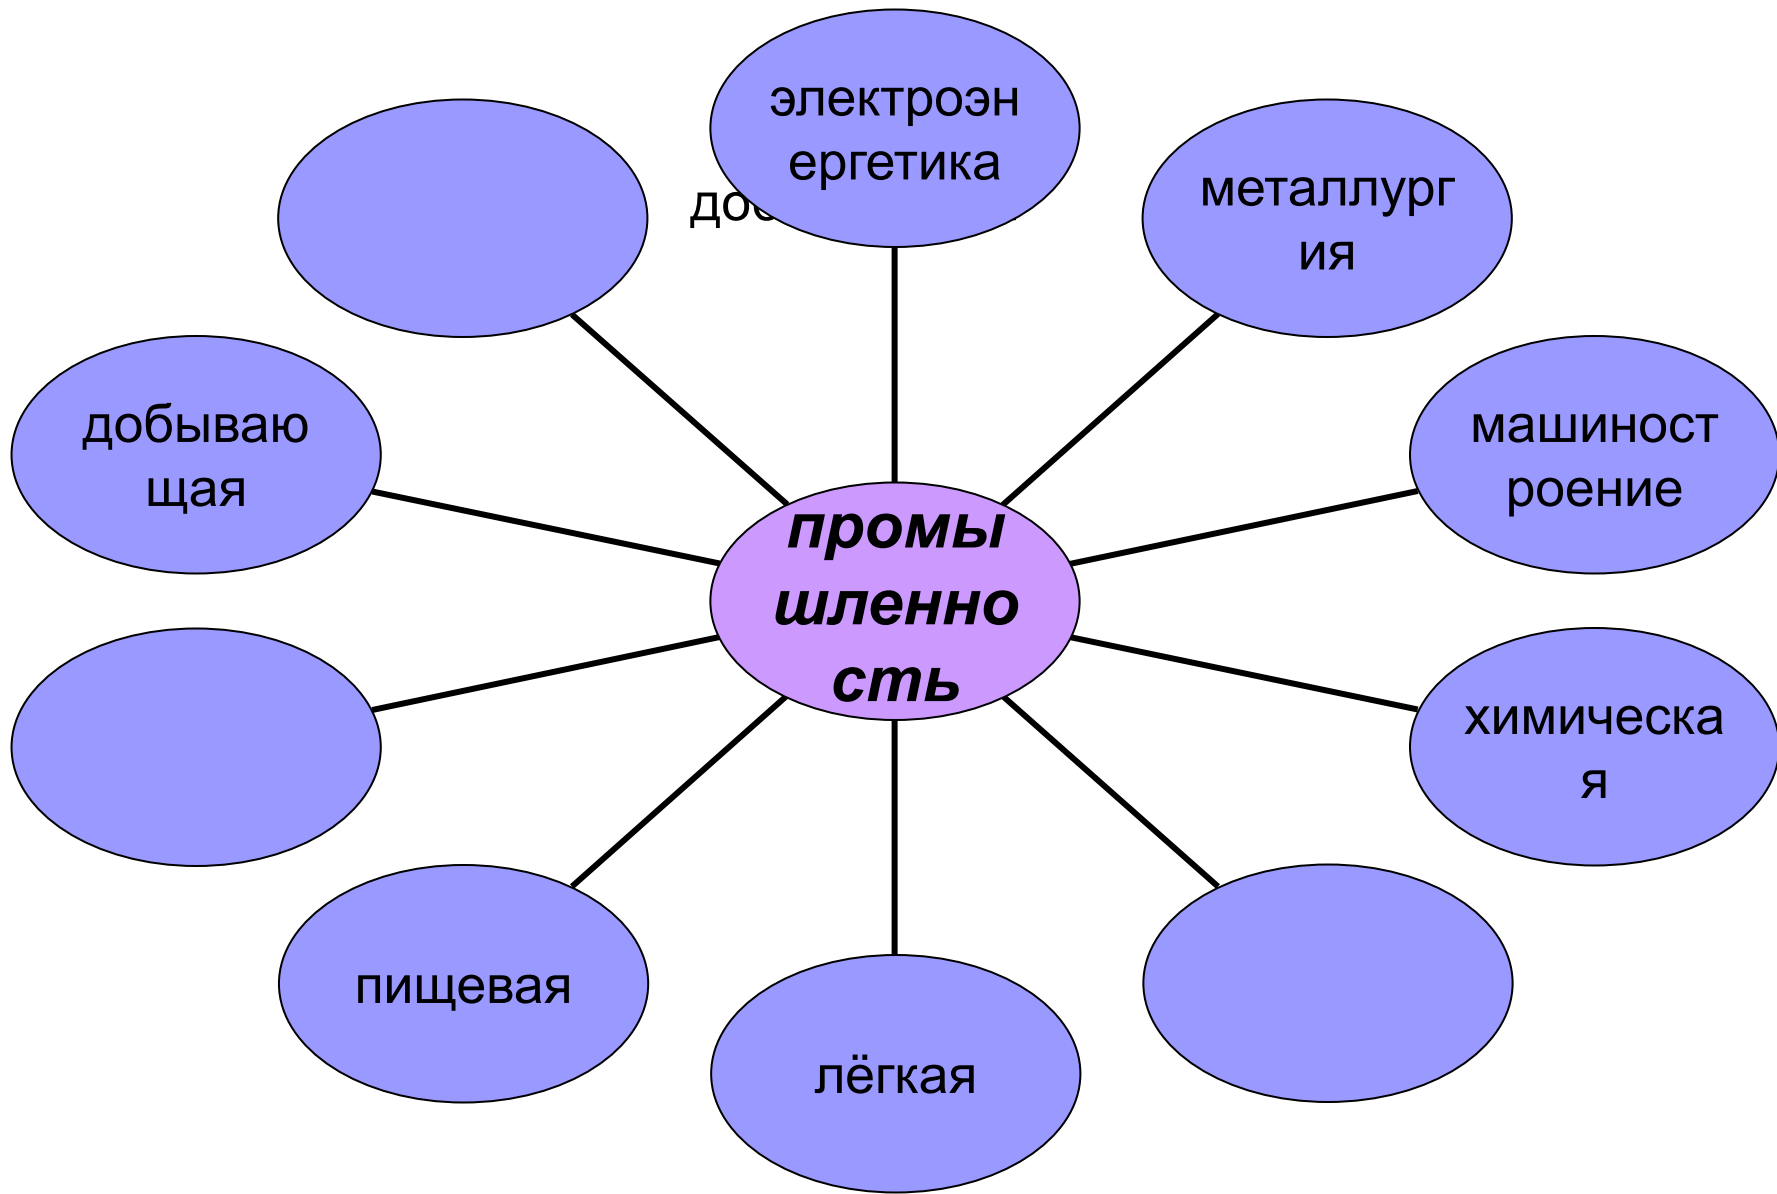 электроэн
ергетика
металлург
ия
добываю
щая
машиност
роение
промы
шленно
сть
химическа
я
пищевая
лёгкая